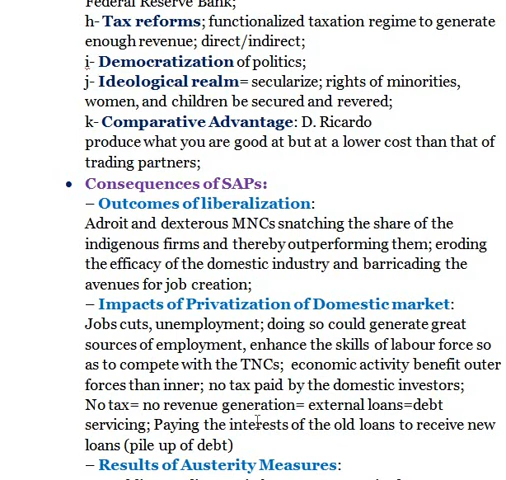 Federal Reserve Bank;
h- Tax reforms; functionalized taxation regime to generate
enough revenue; direct/indirect;
i- Democratization of politics;
j- Ideological realm= secularize; rights of minorities,
women, and children be secured and revered;
k- Comparative Advantage: D. Ricardo
produce what you are good at but at a lower cost than that of
trading partners;
• Consequences of SAPs:
– Outcomes of liberalization:
Adroit and dexterous MNCs snatching the share of the
indigenous firms and thereby outperforming them; eroding
the efficacy of the domestic industry and barricading the
avenues for job creation;
– Impacts of Privatization of Domestic market:
Jobs cuts, unemployment; doing so could generate great
sources of employment, enhance the skills of labour force so
as to compete with the TNCs; economic activity benefit outer
forces than inner; no tax paid by the domestic investors;
No tax= no revenue generation= external loans=debt
servicing; Paying the interests of the old loans to receive new
loans (pile up of debt)
– Results of Austerity Measures: